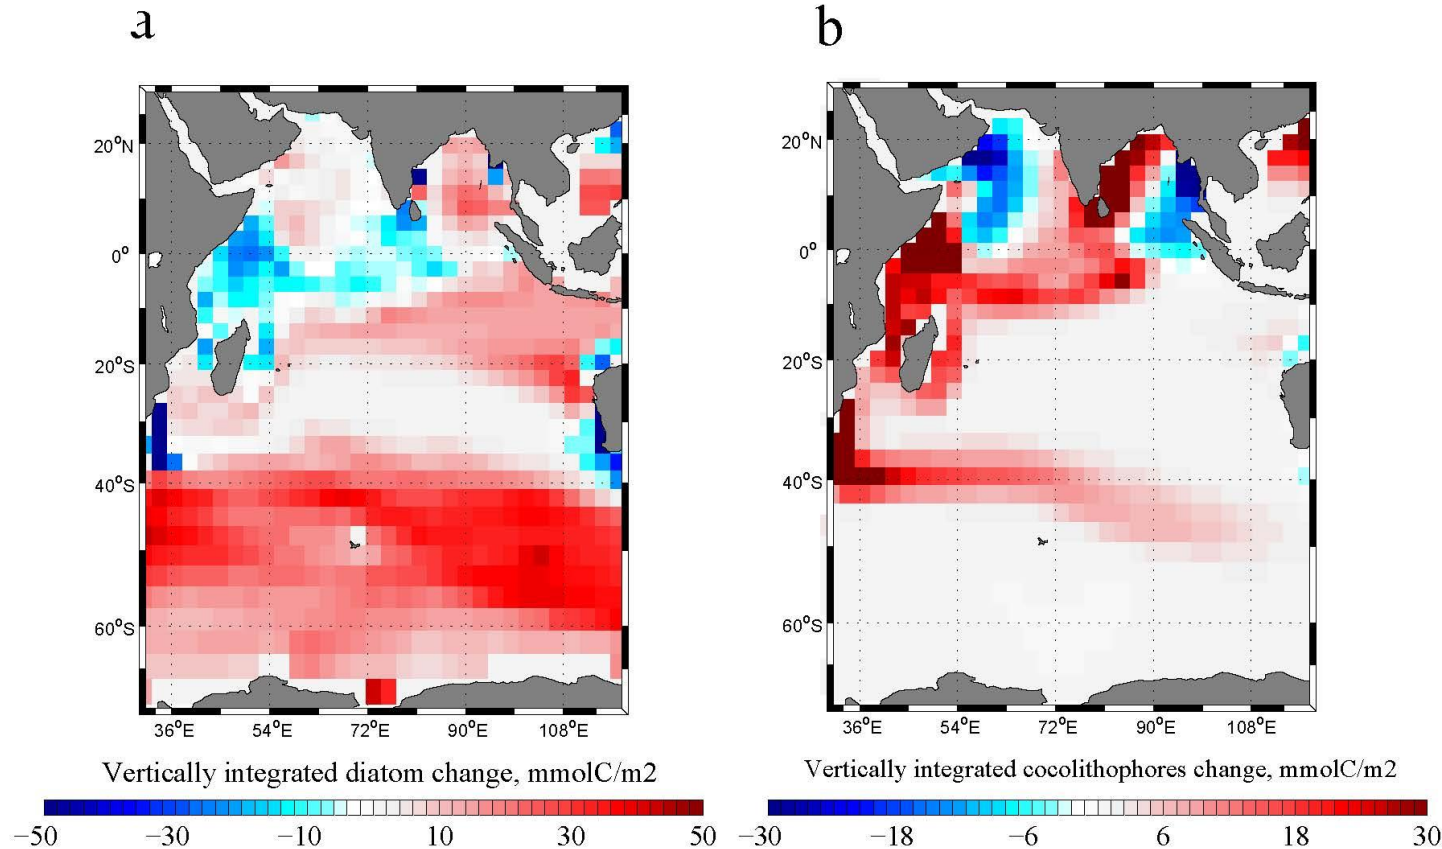 a
b
20°N
0°
20°S
40°S
60°S
36°E 54°E 72°E 90°E 108°E
20°N
0°
20°S
40°S
60°S
36°E 54°E 72°E 90°E 108°E
Vertically integrated diatom change, mmolC/m2
−50 −30 −10 10 30 50
Vertically integrated cocolithophores change, mmolC/m2
−30 −18 −6 6 18 30